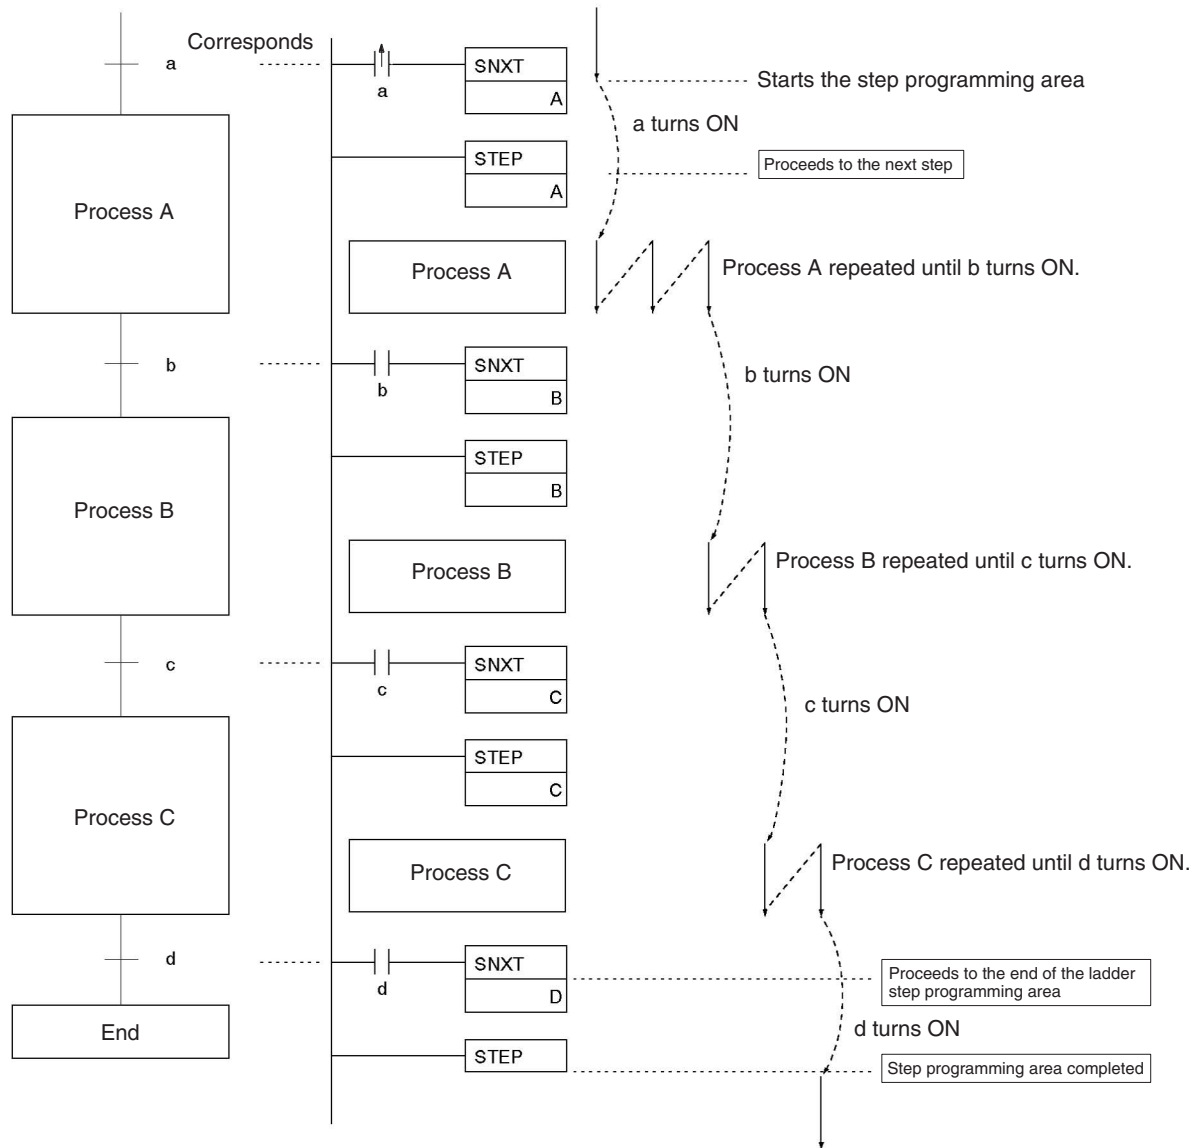 Corresponds
a
a
SNXT
A
Starts the step programming area
a turns ON
STEP
A
Proceeds to the next step
Process A
Process A
Process A repeated until b turns ON.
b
b
SNXT
B
b turns ON
STEP
B
Process B
Process B
Process B repeated until c turns ON.
c
c
SNXT
C
c turns ON
STEP
C
Process C
Process C
Process C repeated until d turns ON.
d
d
SNXT
D
Proceeds to the end of the ladder
step programming area
End
d turns ON
STEP
Step programming area completed